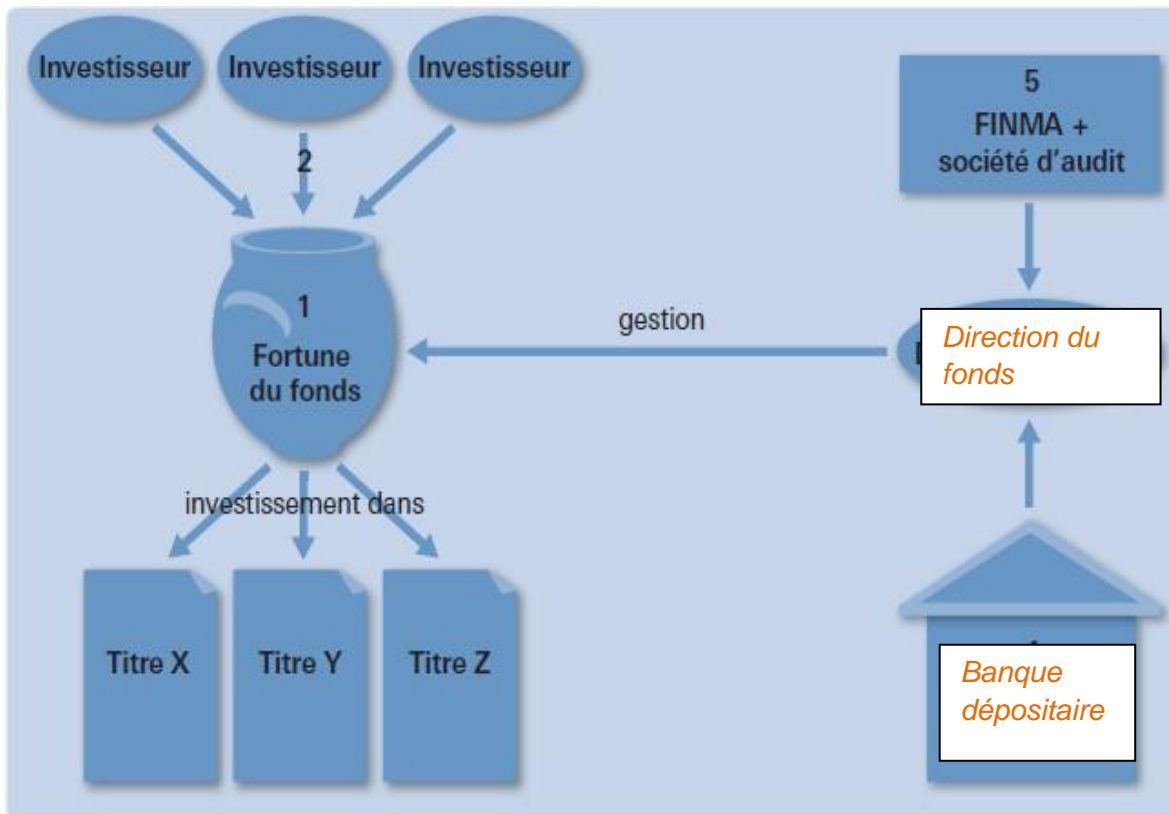 Investisseur
Investisseur
Investisseur
2
5
FINMA +
société d'audit
1
Fortune
du fonds
gestion
Direction du
fonds
investissement dans
Titre X
Titre Y
Titre Z
Banque
dépositaire